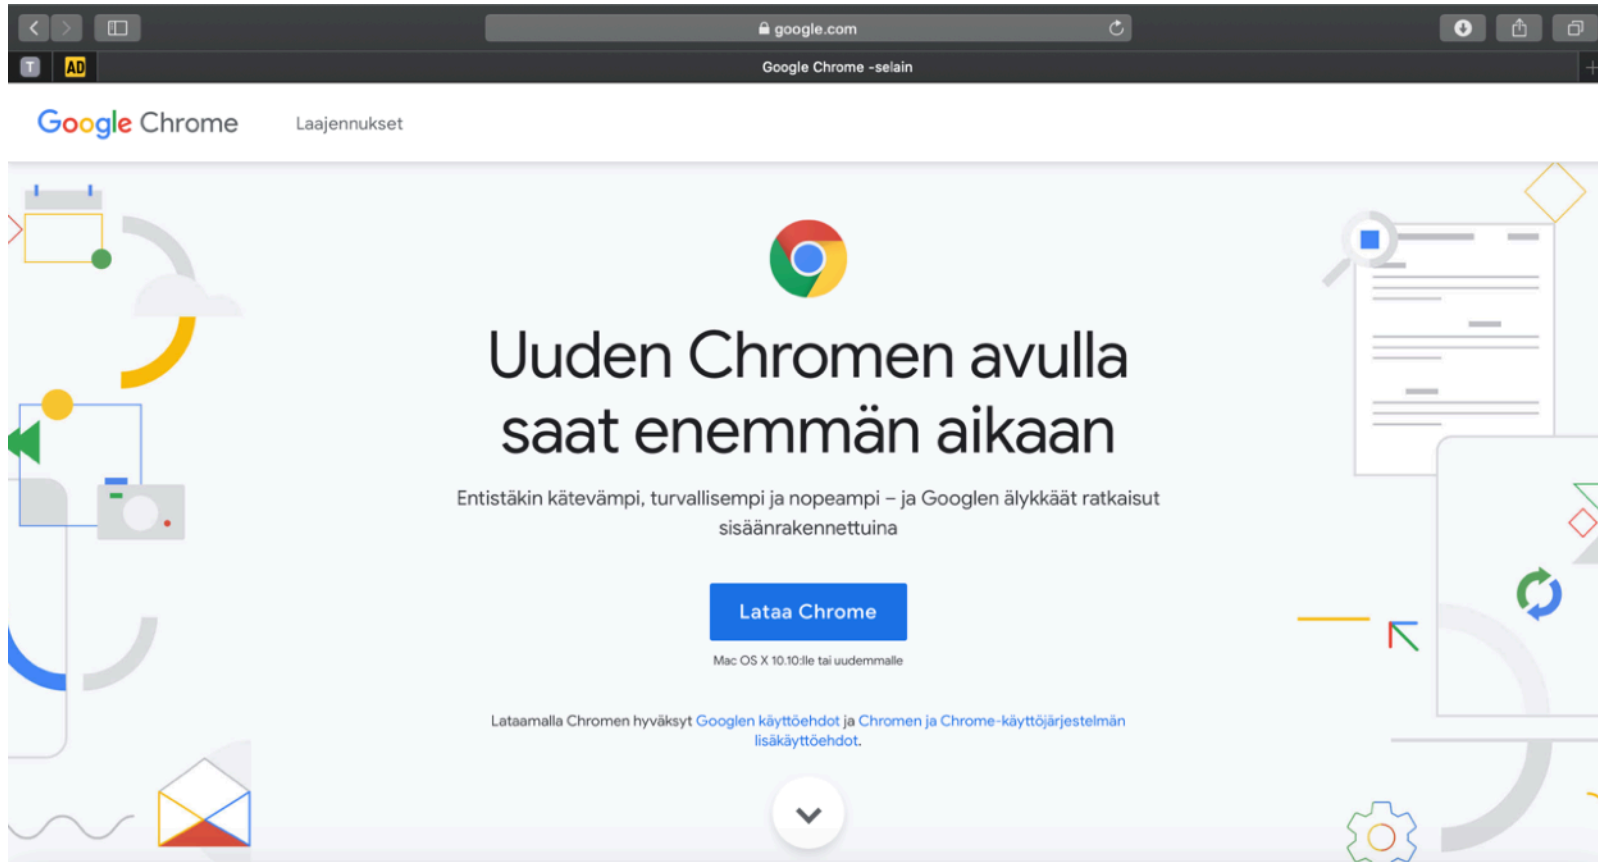 google.com
T
AD
Google Chrome -selain
Google Chrome
Laajennukset
Uuden Chromen avulla
saat enemmän aikaan
Entistäkin kätevämpi, turvallisempi ja nopeampi – ja Googlen älykkäät ratkaisut
sisäänrakennettuina
Lataa Chrome
Mac OS X 10.10:lle tai uudemmalle
Lataamalla Chromen hyväksyt Googlen käyttöehdot ja Chromen ja Chrome-käyttöjärjestelmän
lisäkäyttöehdot.